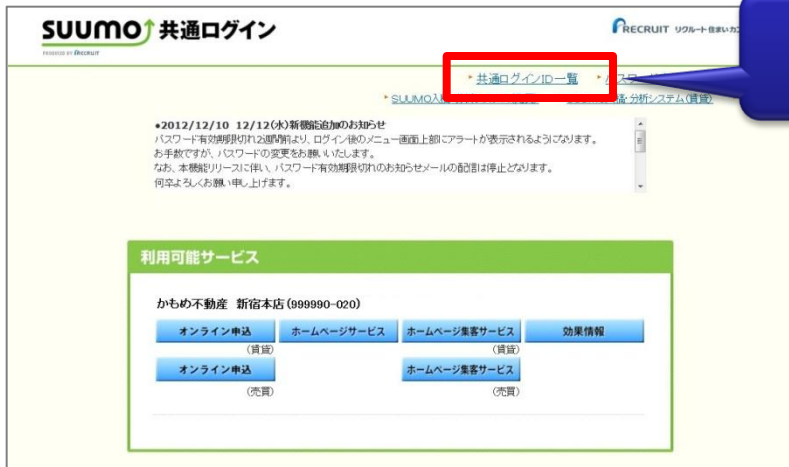 SUUMO 共通ログイン
POWERED BY RECRUIT
RECRUIT リクルート住まいカ
共通ログインID一覧
SUUMO入
・分析システム(賃貸)
●2012/12/10 12/12(水)新機能追加のお知らせ
パスワード有効期限切れ2週間前より、ログイン後のメニュー画面上部にアラートが表示されるようになります。
お手数ですが、パスワードの変更をお願いいたします。
なお、本機能リリースに伴い、パスワード有効期限切れのお知らせメールの配信は停止となります。
何卒よろしくお願い申し上げます。
利用可能サービス
かもめ不動産 新宿本店(999990-020)
オンライン申込 ホームページサービス ホームページ集客サービス 効果情報
(賃貸) (賃貸)
オンライン申込 ホームページ集客サービス
(売買) (売買)